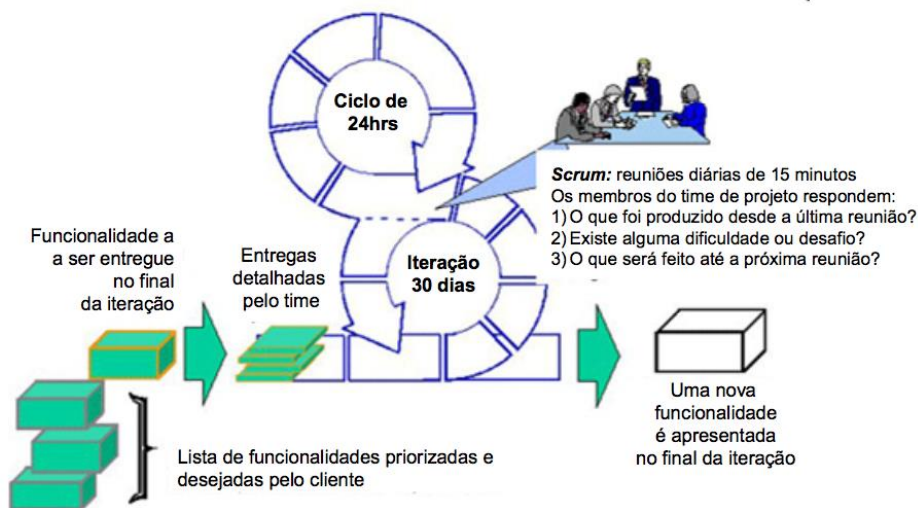 Ciclo de
24hrs
Scrum: reuniões diárias de 15 minutos
Os membros do time de projeto respondem:
1) O que foi produzido desde a última reunião?
2) Existe alguma dificuldade ou desafio?
3) O que será feito até a próxima reunião?
Funcionalidade a
a ser entregue
no final
da iteração
Entregas
detalhadas
pelo time
Iteração
30 dias
Uma nova
funcionalidade
é apresentada
no final da iteração
Lista de funcionalidades priorizadas e
desejadas pelo cliente